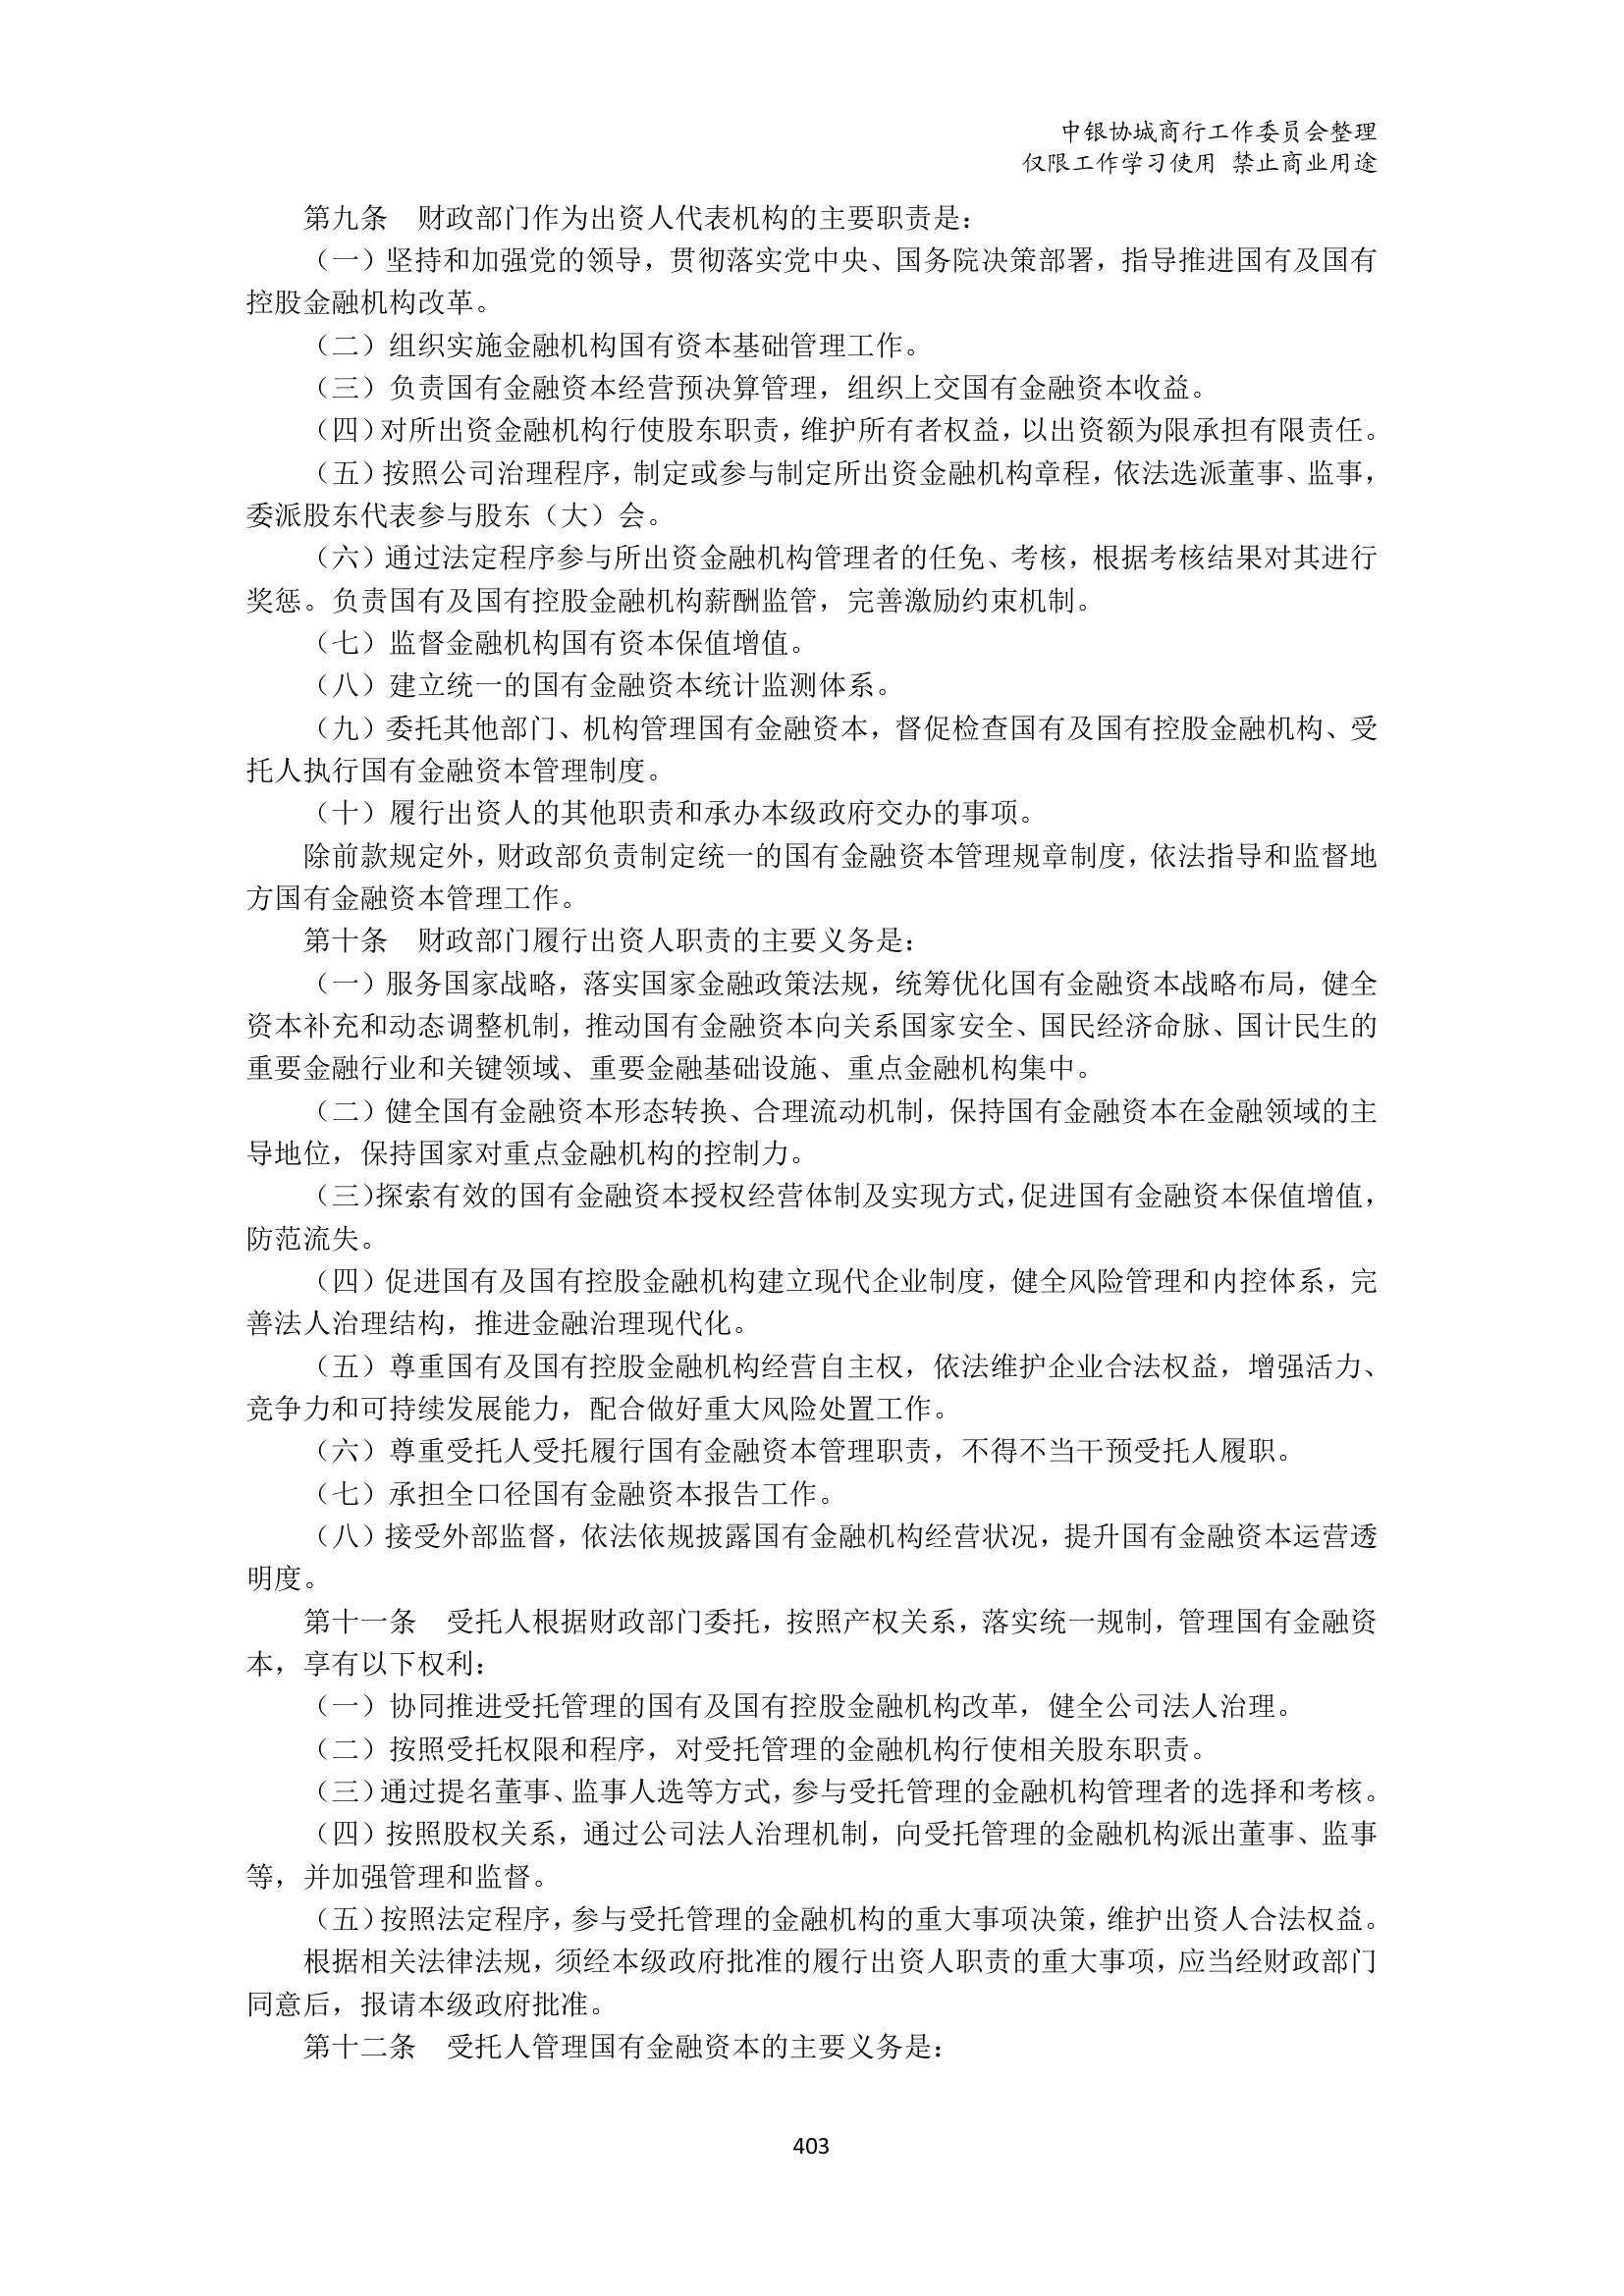 中银协城商行工作委员会整理
仅限工作学习使用 禁止商业用途
第九条　财政部门作为出资人代表机构的主要职责是：
（一）坚持和加强党的领导，贯彻落实党中央、国务院决策部署，指导推进国有及国有
控股金融机构改革。
（二）组织实施金融机构国有资本基础管理工作。
（三）负责国有金融资本经营预决算管理，组织上交国有金融资本收益。
（四）对所出资金融机构行使股东职责，维护所有者权益，以出资额为限承担有限责任。
（五）按照公司治理程序，制定或参与制定所出资金融机构章程，依法选派董事、监事，
委派股东代表参与股东（大）会。
（六）通过法定程序参与所出资金融机构管理者的任免、考核，根据考核结果对其进行
奖惩。负责国有及国有控股金融机构薪酬监管，完善激励约束机制。
（七）监督金融机构国有资本保值增值。
（八）建立统一的国有金融资本统计监测体系。
（九）委托其他部门、机构管理国有金融资本，督促检查国有及国有控股金融机构、受
托人执行国有金融资本管理制度。
（十）履行出资人的其他职责和承办本级政府交办的事项。
除前款规定外，财政部负责制定统一的国有金融资本管理规章制度，依法指导和监督地
方国有金融资本管理工作。
第十条　财政部门履行出资人职责的主要义务是：
（一）服务国家战略，落实国家金融政策法规，统筹优化国有金融资本战略布局，健全
资本补充和动态调整机制，推动国有金融资本向关系国家安全、国民经济命脉、国计民生的
重要金融行业和关键领域、重要金融基础设施、重点金融机构集中。
（二）健全国有金融资本形态转换、合理流动机制，保持国有金融资本在金融领域的主
导地位，保持国家对重点金融机构的控制力。
（三）探索有效的国有金融资本授权经营体制及实现方式，促进国有金融资本保值增值，
防范流失。
（四）促进国有及国有控股金融机构建立现代企业制度，健全风险管理和内控体系，完
善法人治理结构，推进金融治理现代化。
（五）尊重国有及国有控股金融机构经营自主权，依法维护企业合法权益，增强活力、
竞争力和可持续发展能力，配合做好重大风险处置工作。
（六）尊重受托人受托履行国有金融资本管理职责，不得不当干预受托人履职。
（七）承担全口径国有金融资本报告工作。
（八）接受外部监督，依法依规披露国有金融机构经营状况，提升国有金融资本运营透
明度。
第十一条　受托人根据财政部门委托，按照产权关系，落实统一规制，管理国有金融资
本，享有以下权利：
（一）协同推进受托管理的国有及国有控股金融机构改革，健全公司法人治理。
（二）按照受托权限和程序，对受托管理的金融机构行使相关股东职责。
（三）通过提名董事、监事人选等方式，参与受托管理的金融机构管理者的选择和考核。
（四）按照股权关系，通过公司法人治理机制，向受托管理的金融机构派出董事、监事
等，并加强管理和监督。
（五）按照法定程序，参与受托管理的金融机构的重大事项决策，维护出资人合法权益。
根据相关法律法规，须经本级政府批准的履行出资人职责的重大事项，应当经财政部门
同意后，报请本级政府批准。
第十二条　受托人管理国有金融资本的主要义务是：
403